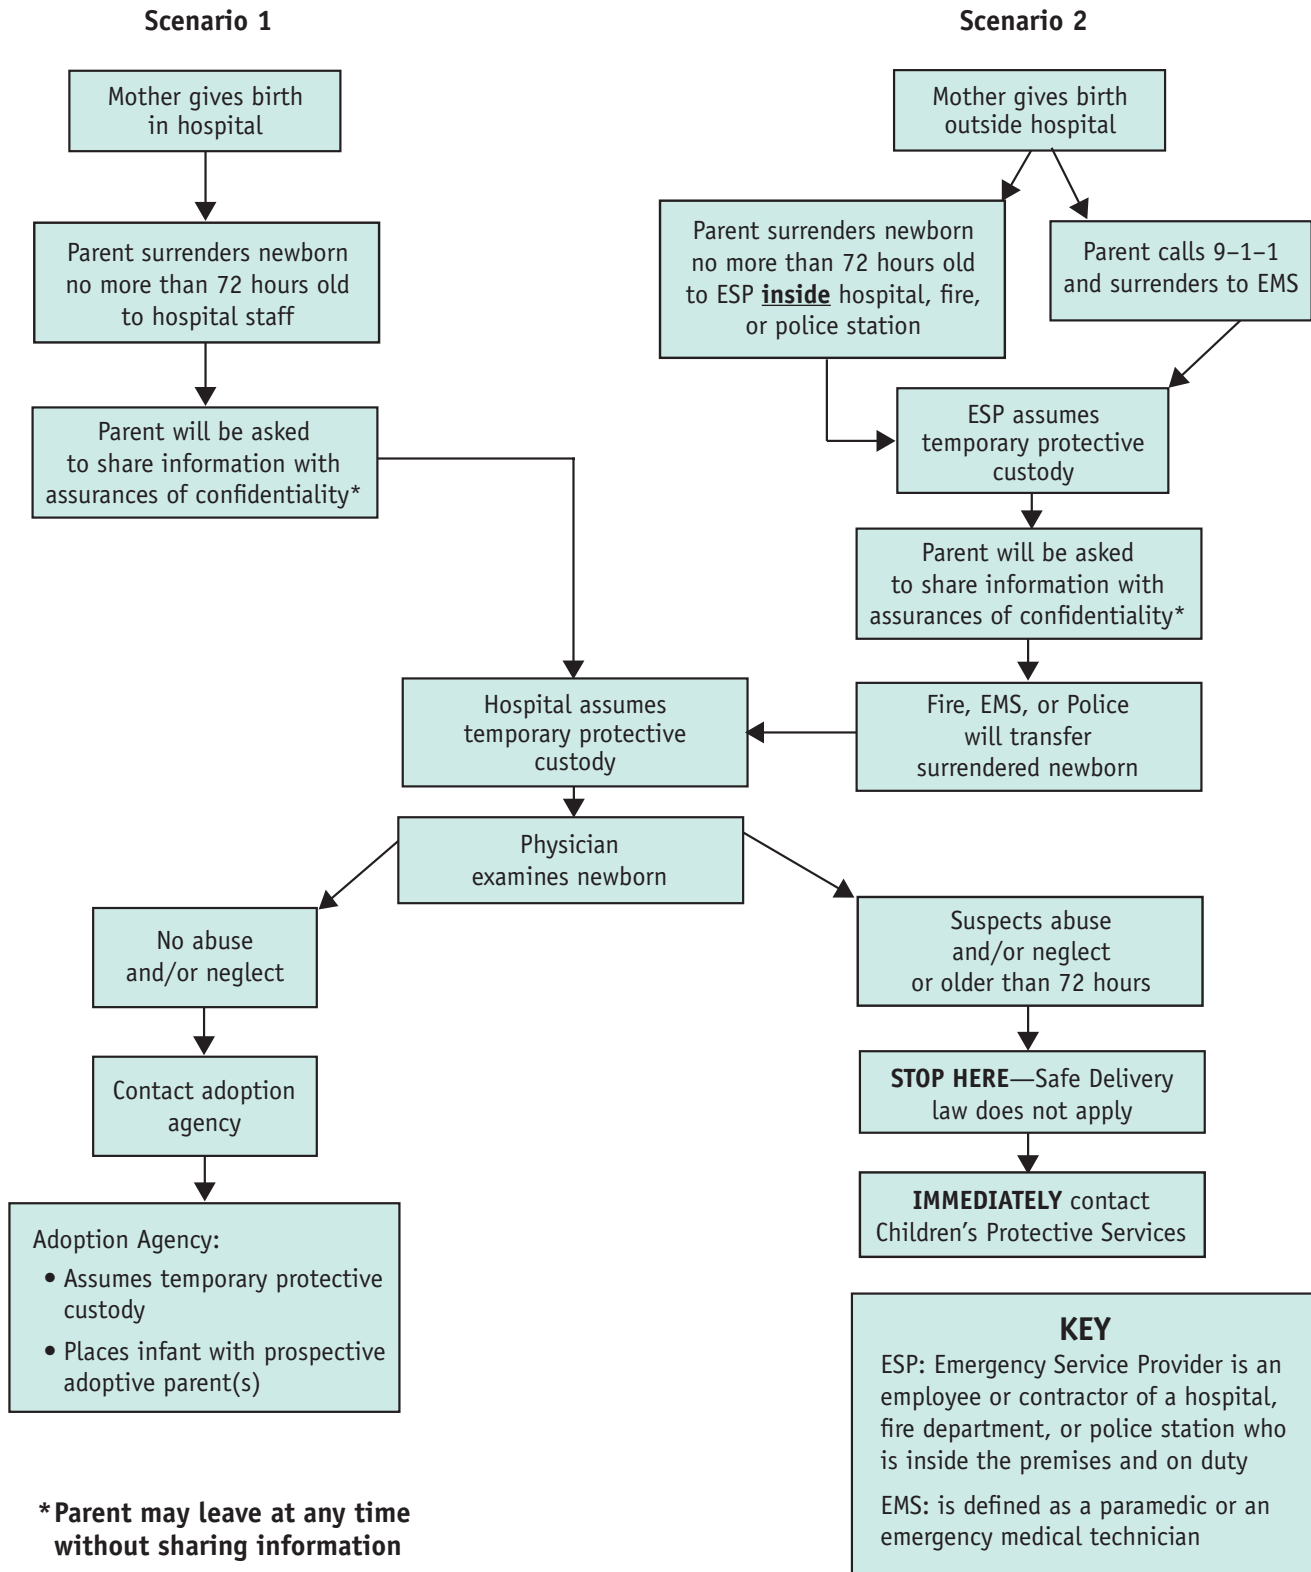 Scenario 1
Mother gives birth
in hospital
Parent surrenders newborn
no more than 72 hours old
to hospital staff
Parent will be asked
to share information with
assurances of confidentiality*
Scenario 2
Mother gives birth
outside hospital
Parent surrenders newborn
no more than 72 hours old
to ESP inside hospital, fire,
or police station
Parent calls 9–1–1
and surrenders to EMS
ESP assumes
temporary protective
custody
Parent will be asked
to share information with
assurances of confidentiality*
Fire, EMS, or Police
will transfer
surrendered newborn
Hospital assumes
temporary protective
custody
Physician
examines newborn
No abuse
and/or neglect
Contact adoption
agency
Adoption Agency:
• Assumes temporary protective
custody
• Places infant with prospective
adoptive parent(s)
Suspects abuse
and/or neglect
or older than 72 hours
STOP HERE—Safe Delivery
law does not apply
IMMEDIATELY contact
Children's Protective Services
KEY
ESP: Emergency Service Provider is an
employee or contractor of a hospital,
fire department, or police station who
is inside the premises and on duty
EMS: is defined as a paramedic or an
emergency medical technician
*Parent may leave at any time
without sharing information